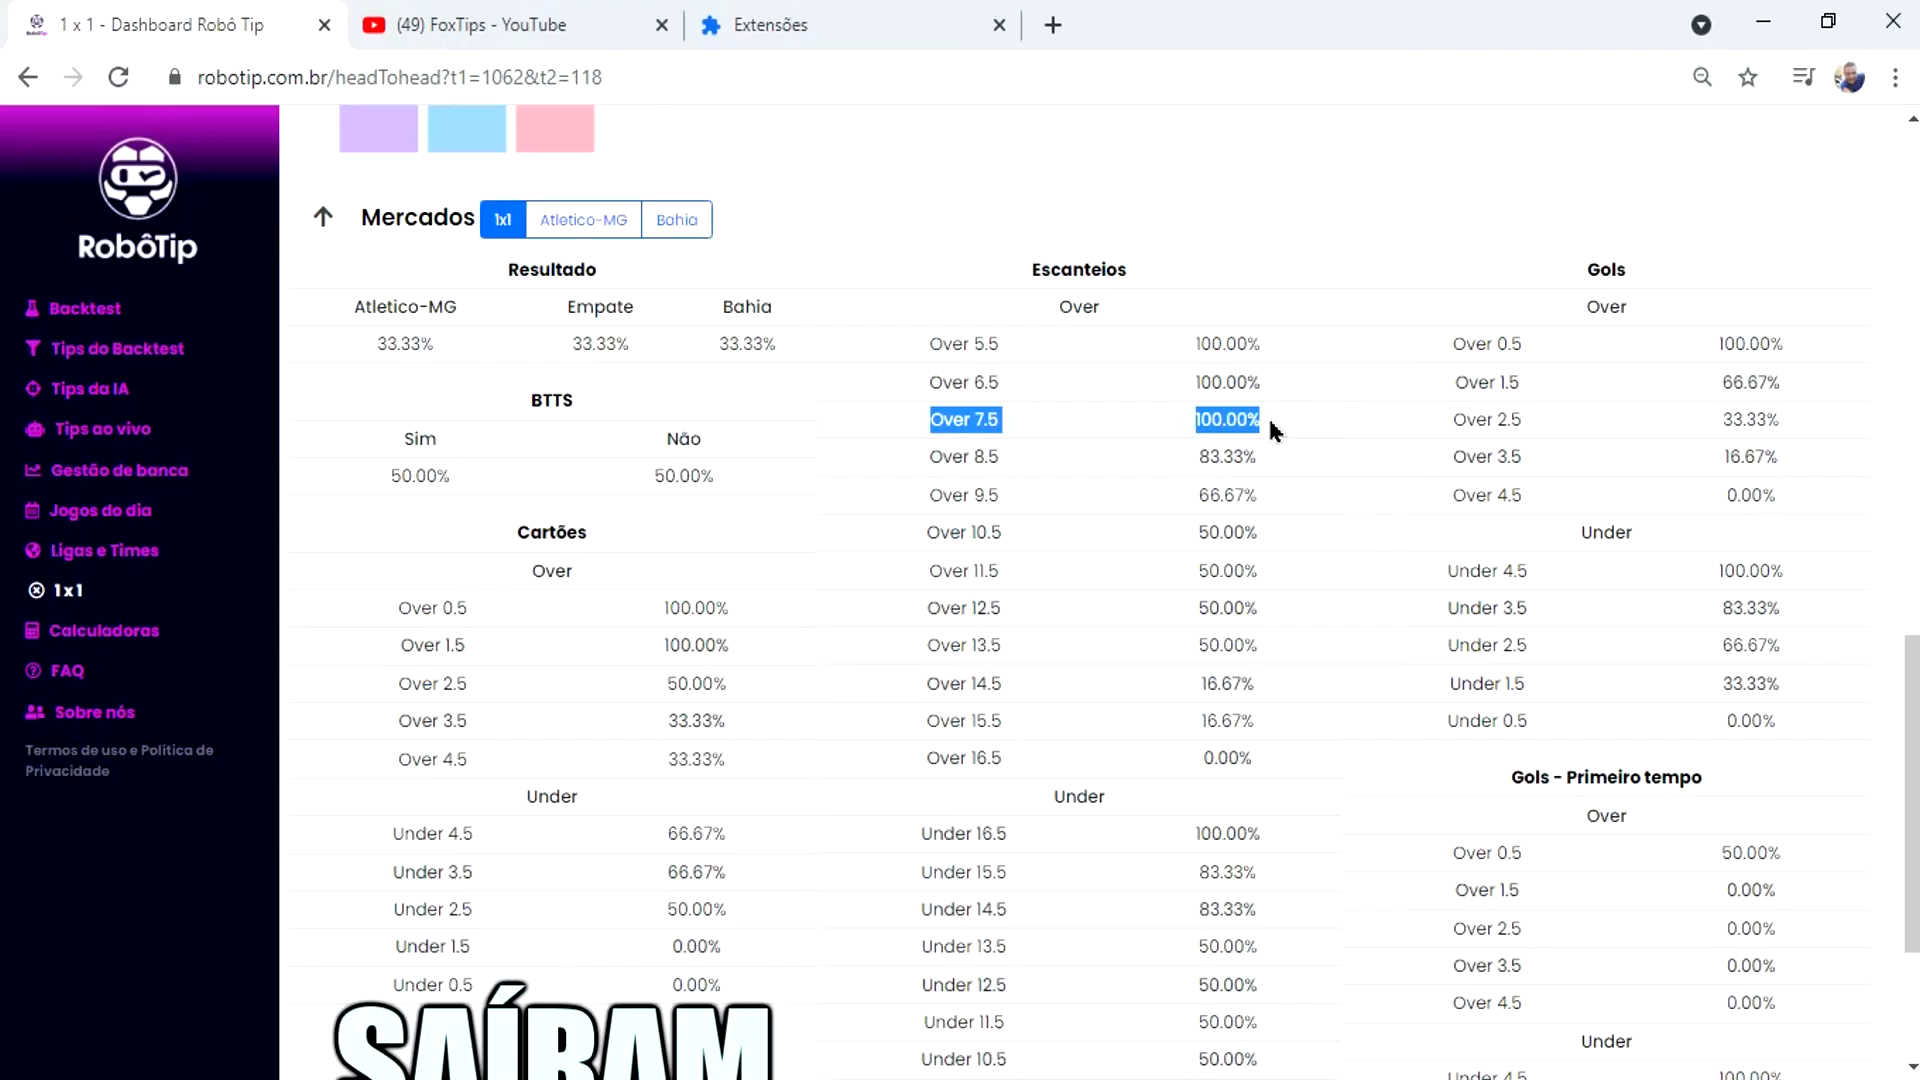 1 x 1 - Dashboard Robô Tip
(49) FoxTips - YouTube
Extensões
robotip.com.br/headTohead?t1=1062&t2=118
RobôTip
Backtest
Tips do Backtest
Tips da IA
Tips ao vivo
Gestão de banca
Jogos do dia
Ligas e Times
1 x 1
Calculadoras
FAQ
Sobre nós
Termos de uso e Política de
Privacidade
Mercados 1x1 Atletico-MG Bahia
Resultado
Atletico-MG Empate Bahia
33.33% 33.33% 33.33%
BTTS
Sim Não
50.00% 50.00%
Cartões
Over
Over 0.5 100.00%
Over 1.5 100.00%
Over 2.5 50.00%
Over 3.5 33.33%
Over 4.5 33.33%
Under
Under 4.5 66.67%
Under 3.5 66.67%
Under 2.5 50.00%
Under 1.5 0.00%
Under 0.5 0.00%
Escanteios
Over
Over 5.5 100.00%
Over 6.5 100.00%
Over 7.5 100.00%
Over 8.5 83.33%
Over 9.5 66.67%
Over 10.5 50.00%
Over 11.5 50.00%
Over 12.5 50.00%
Over 13.5 50.00%
Over 14.5 16.67%
Over 15.5 16.67%
Over 16.5 0.00%
Under
Under 16.5 100.00%
Under 15.5 83.33%
Under 14.5 83.33%
Under 13.5 50.00%
Under 12.5 50.00%
Under 11.5 50.00%
Under 10.5 50.00%
Gols
Over
Over 0.5 100.00%
Over 1.5 66.67%
Over 2.5 33.33%
Over 3.5 16.67%
Over 4.5 0.00%
Under
Under 4.5 100.00%
Under 3.5 83.33%
Under 2.5 66.67%
Under 1.5 33.33%
Under 0.5 0.00%
Gols - Primeiro tempo
Over
Over 0.5 50.00%
Over 1.5 0.00%
Over 2.5 0.00%
Over 3.5 0.00%
Over 4.5 0.00%
Under
Under 4.5 100.00%
SAÍRAM